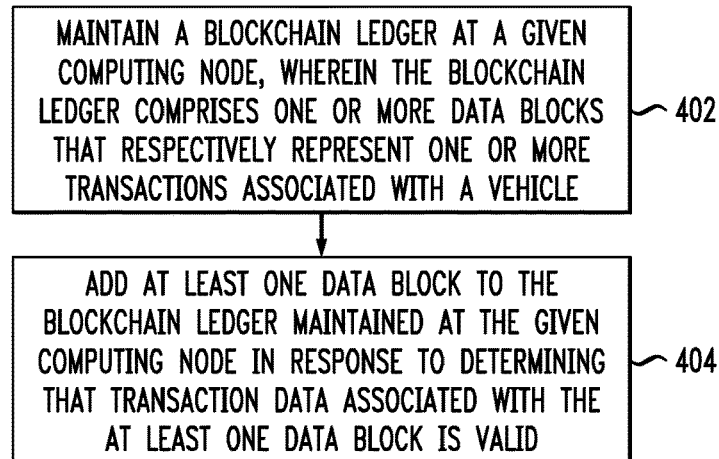 MAINTAIN A BLOCKCHAIN LEDGER AT A GIVEN
COMPUTING NODE, WHEREIN THE BLOCKCHAIN
LEDGER COMPRISES ONE OR MORE DATA BLOCKS
THAT RESPECTIVELY REPRESENT ONE OR MORE
TRANSACTIONS ASSOCIATED WITH A VEHICLE
402
ADD AT LEAST ONE DATA BLOCK TO THE
BLOCKCHAIN LEDGER MAINTAINED AT THE GIVEN
COMPUTING NODE IN RESPONSE TO DETERMINING
THAT TRANSACTION DATA ASSOCIATED WITH THE
AT LEAST ONE DATA BLOCK IS VALID
404